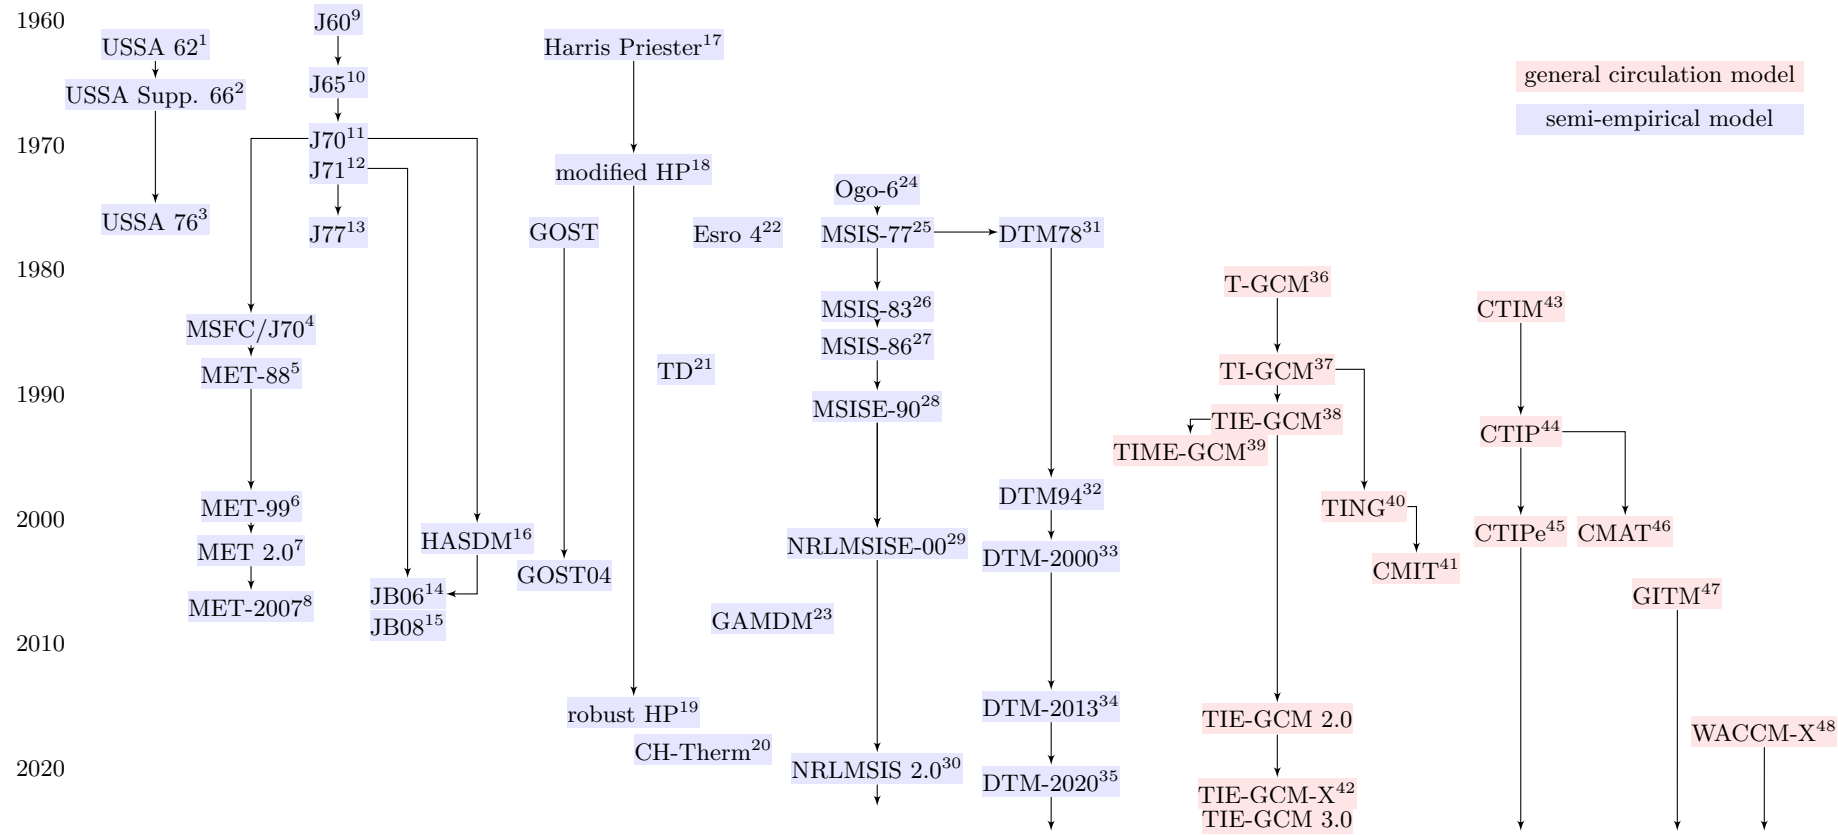 1960
1970
1980
1990
2000
2010
2020
USSA 62¹
USSA Supp. 66²
USSA 76³
J60⁹
J65¹⁰
J70¹¹
J71¹²
J77¹³
MSFC/J70⁴
MET-88⁵
MET-99⁶
MET 2.0⁷
MET-2007⁸
HASDM¹⁶
JB06¹⁴
JB08¹⁵
Harris Priester¹⁷
modified HP¹⁸
robust HP¹⁹
CH-Therm²⁰
GOST
GOST04
TD²¹
Esro 4²²
GAMDM²³
Ogo-6²⁴
MSIS-77²⁵
MSIS-83²⁶
MSIS-86²⁷
MSISE-90²⁸
NRLMSISE-00²⁹
NRLMSIS 2.0³⁰
DTM78³¹
DTM94³²
DTM-2000³³
DTM-2013³⁴
DTM-2020³⁵
T-GCM³⁶
TI-GCM³⁷
TIE-GCM³⁸
TIME-GCM³⁹
TING⁴⁰
CMIT⁴¹
TIE-GCM 2.0
TIE-GCM-X⁴²
TIE-GCM 3.0
CTIM⁴³
CTIP⁴⁴
CTIPe⁴⁵
CMAT⁴⁶
GITM⁴⁷
WACCM-X⁴⁸
general circulation model
semi-empirical model